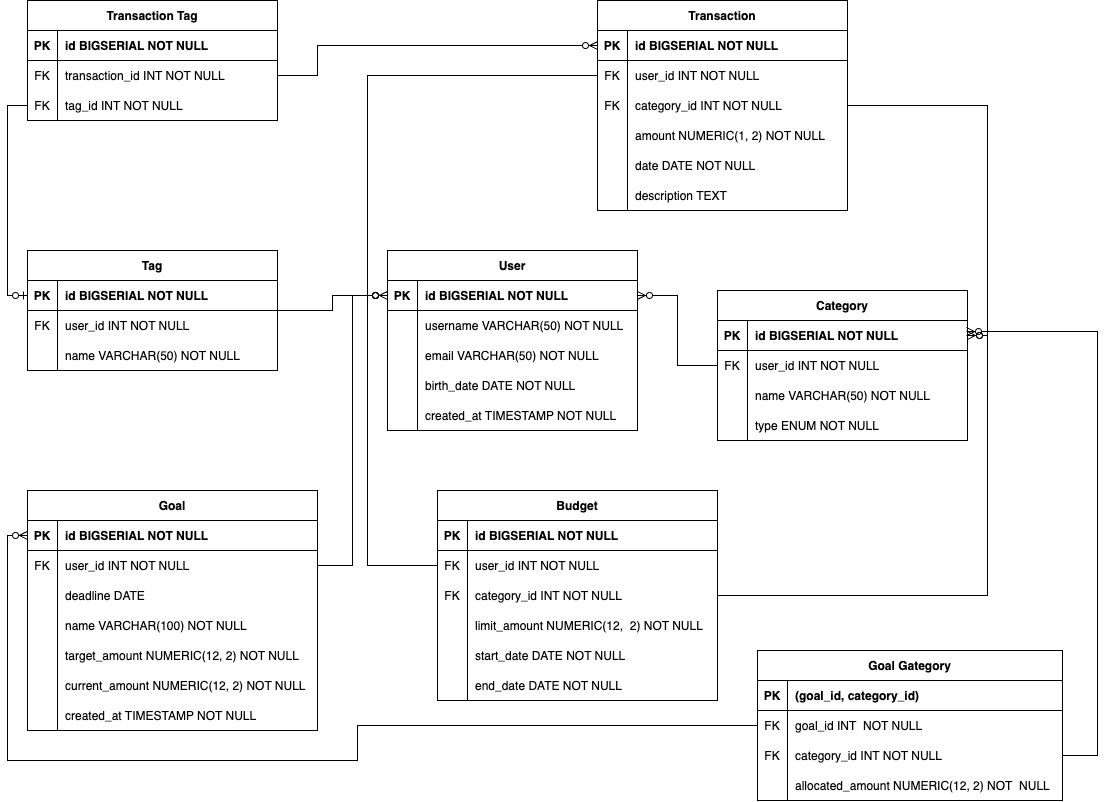 Transaction Tag
PK id BIGSERIAL NOT NULL
FK transaction_id INT NOT NULL
FK tag_id INT NOT NULL
Transaction
PK id BIGSERIAL NOT NULL
FK user_id INT NOT NULL
FK category_id INT NOT NULL
amount NUMERIC(1, 2) NOT NULL
date DATE NOT NULL
description TEXT
Tag
PK id BIGSERIAL NOT NULL
FK user_id INT NOT NULL
name VARCHAR(50) NOT NULL
User
PK id BIGSERIAL NOT NULL
username VARCHAR(50) NOT NULL
email VARCHAR(50) NOT NULL
birth_date DATE NOT NULL
created_at TIMESTAMP NOT NULL
Category
PK id BIGSERIAL NOT NULL
FK user_id INT NOT NULL
name VARCHAR(50) NOT NULL
type ENUM NOT NULL
Goal
PK id BIGSERIAL NOT NULL
FK user_id INT NOT NULL
deadline DATE
name VARCHAR(100) NOT NULL
target_amount NUMERIC(12, 2) NOT NULL
current_amount NUMERIC(12, 2) NOT NULL
created_at TIMESTAMP NOT NULL
Budget
PK id BIGSERIAL NOT NULL
FK user_id INT NOT NULL
FK category_id INT NOT NULL
limit_amount NUMERIC(12,  2) NOT NULL
start_date DATE NOT NULL
end_date DATE NOT NULL
Goal Gategory
PK (goal_id, category_id)
FK goal_id INT  NOT NULL
FK category_id INT NOT NULL
allocated_amount NUMERIC(12, 2) NOT  NULL